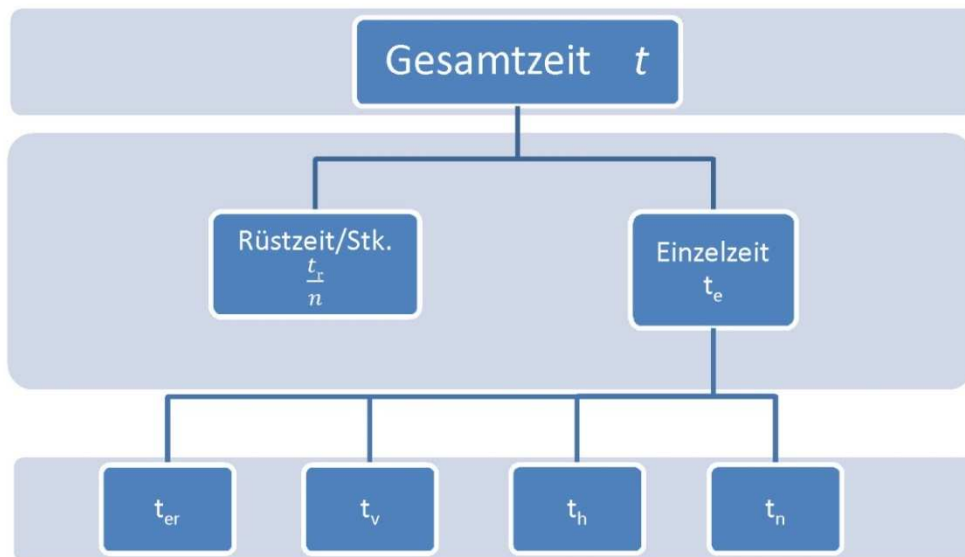 Gesamtzeit t
Rüstzeit/Stk.
t_r
n
Einzelzeit
t_e
t_er
t_v
t_h
t_n